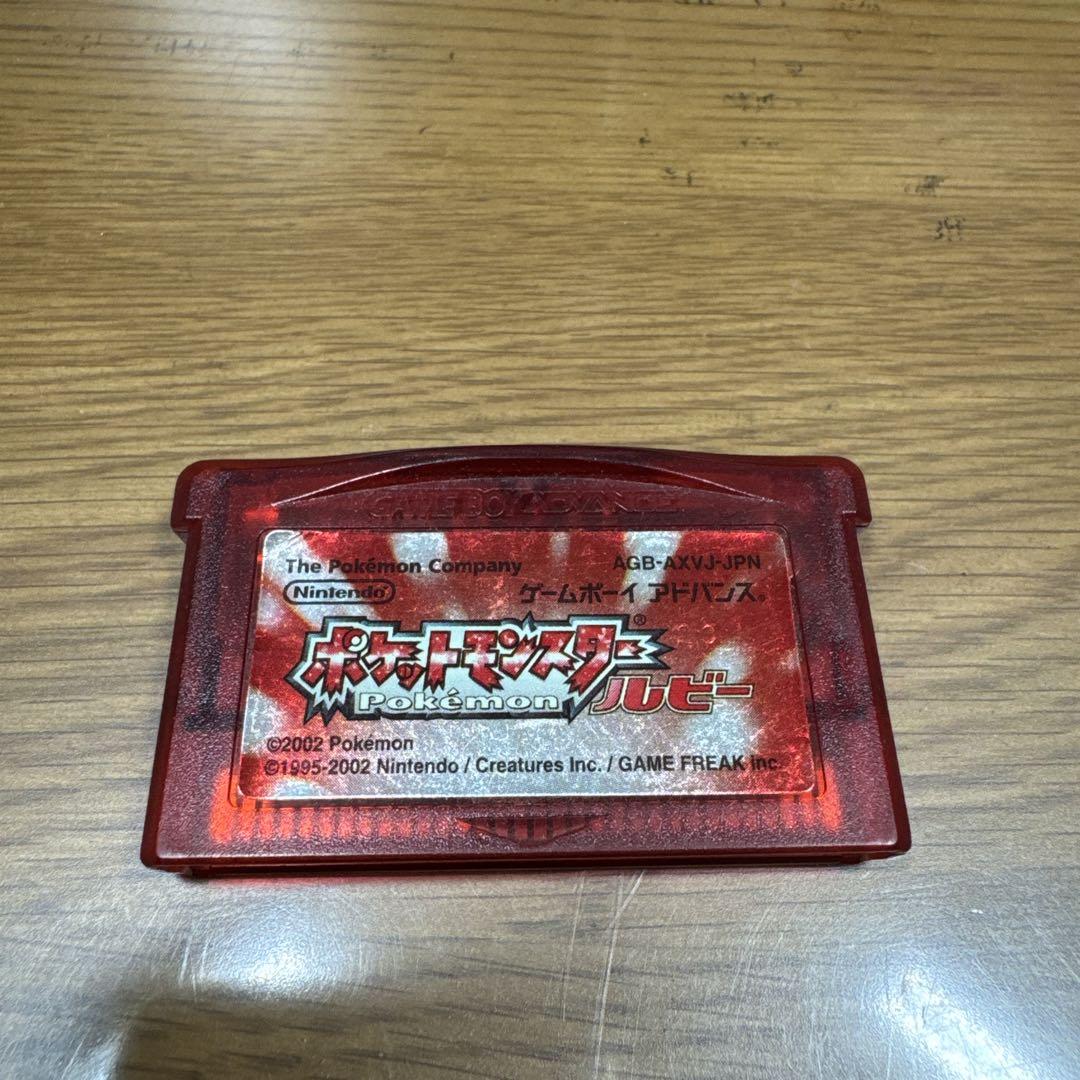 GAME BOY ADVANCE
The Pokémon Company
AGB-AXVJ-JPN
Nintendo®
ゲームボーイ アドバンス®
ポケットモンスター®
Pokémon
ルビー
©2002 Pokémon
©1995-2002 Nintendo / Creatures Inc. / GAME FREAK inc.